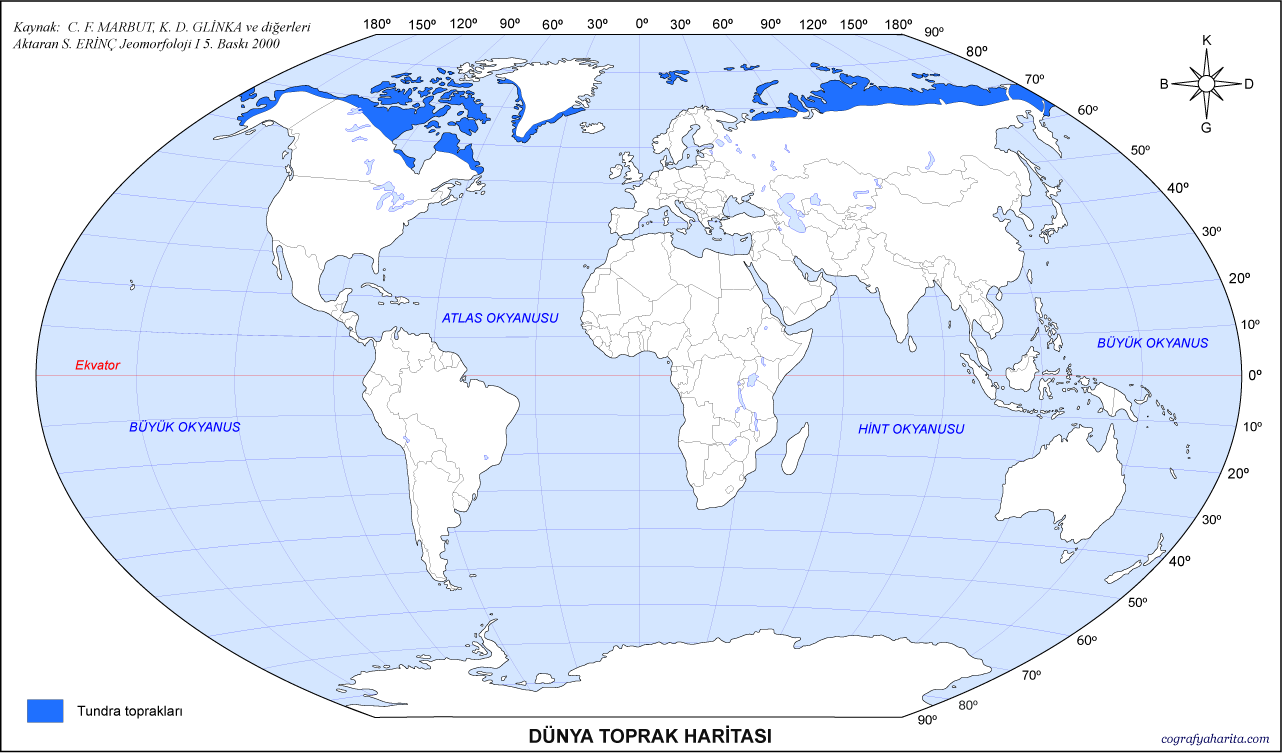 Kaynak: C. F. MARBUT, K. D. GLİNKA ve diğerleri
Aktaran S. ERİNÇ Jeomorfoloji I 5. Baskı 2000
180º 150º 120º 90º 60º 30º 0º 30º 60º 90º 120º 150º 180º
90º
80º
70º
60º
50º
40º
30º
20º
10º
0º
10º
20º
30º
40º
50º
60º
70º
80º
90º
K
B D
G
ATLAS OKYANUSU
BÜYÜK OKYANUS
Ekvator
BÜYÜK OKYANUS
HİNT OKYANUSU
Tundra toprakları
DÜNYA TOPRAK HARİTASI
cografyaharita.com